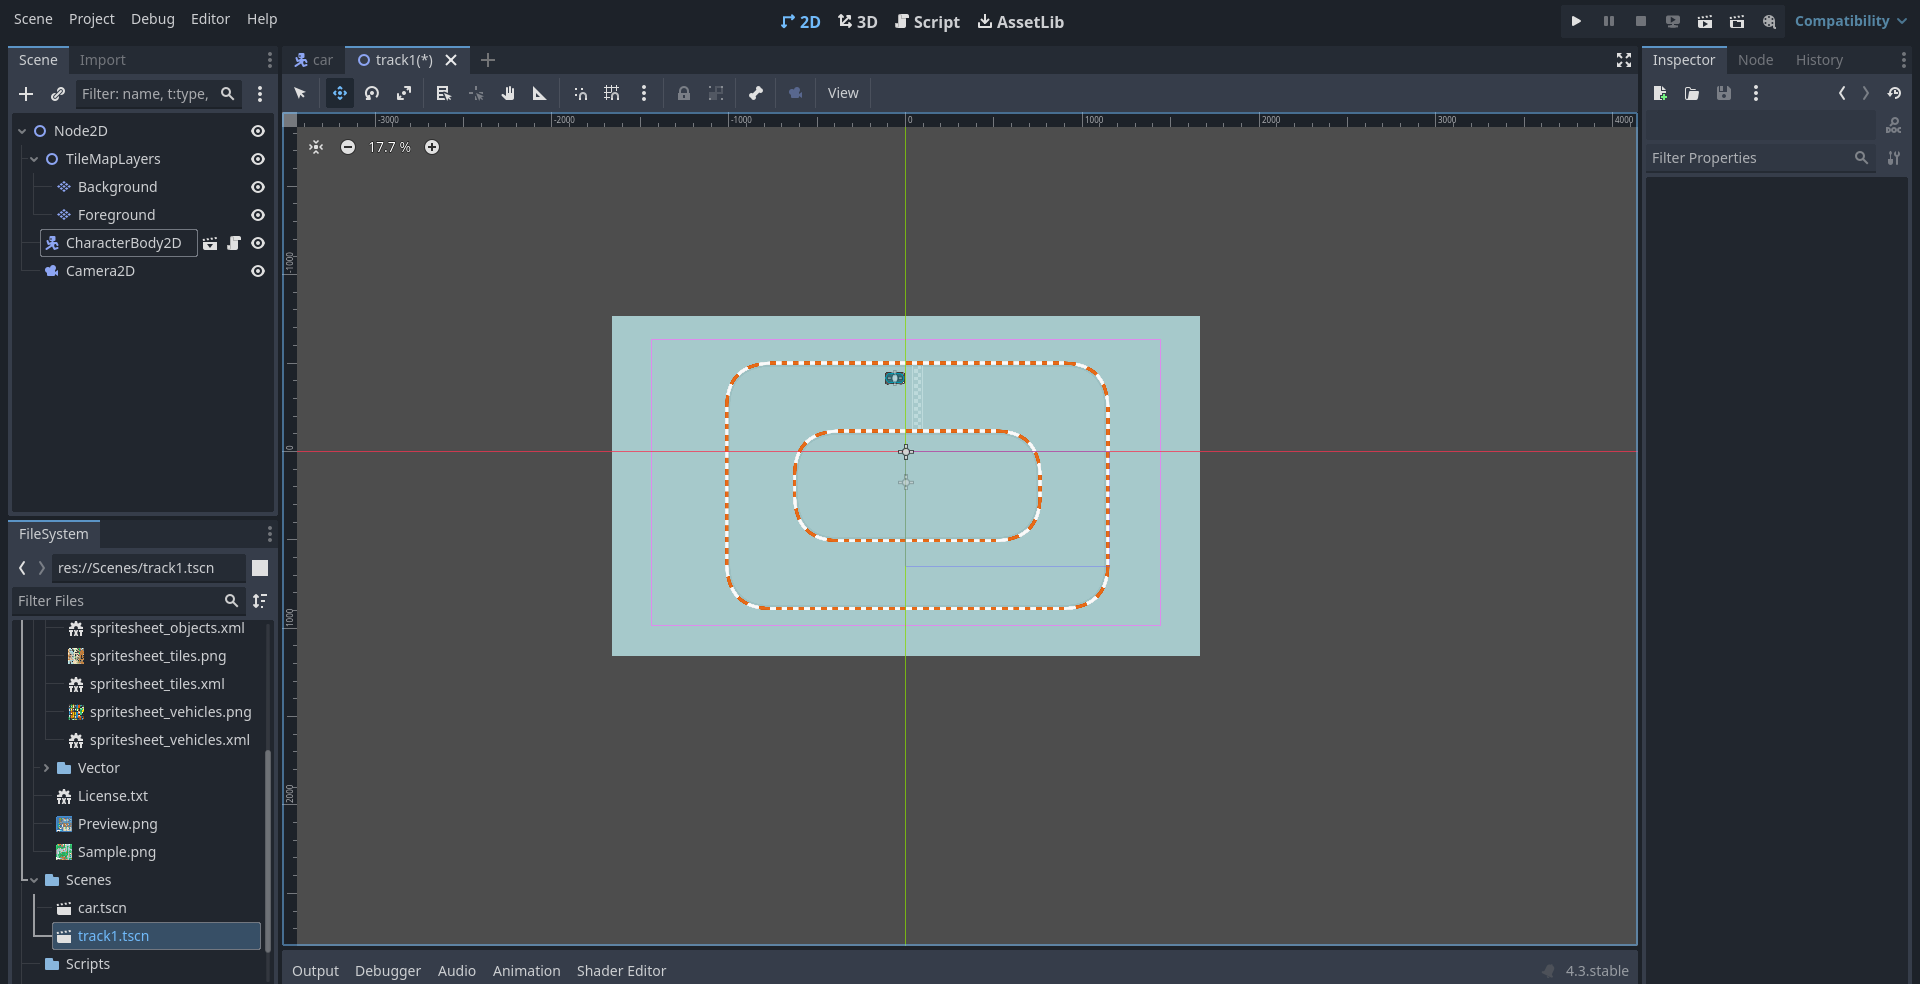 Scene Project Debug Editor Help
2D 3D Script AssetLib
Compatibility
Scene Import
Filter: name, t:type,
Node2D
TileMapLayers
Background
Foreground
CharacterBody2D
Camera2D
FileSystem
res://Scenes/track1.tscn
Filter Files
spritesheet_objects.xml
spritesheet_tiles.png
spritesheet_tiles.xml
spritesheet_vehicles.png
spritesheet_vehicles.xml
Vector
License.txt
Preview.png
Sample.png
Scenes
car.tscn
track1.tscn
Scripts
car track1(*)
View
-3000 -2000 -1000 0 1000 2000 3000 4000
17.7 %
-1000
0
1000
2000
Output Debugger Audio Animation Shader Editor
4.3.stable
Inspector Node History
DOC
Filter Properties